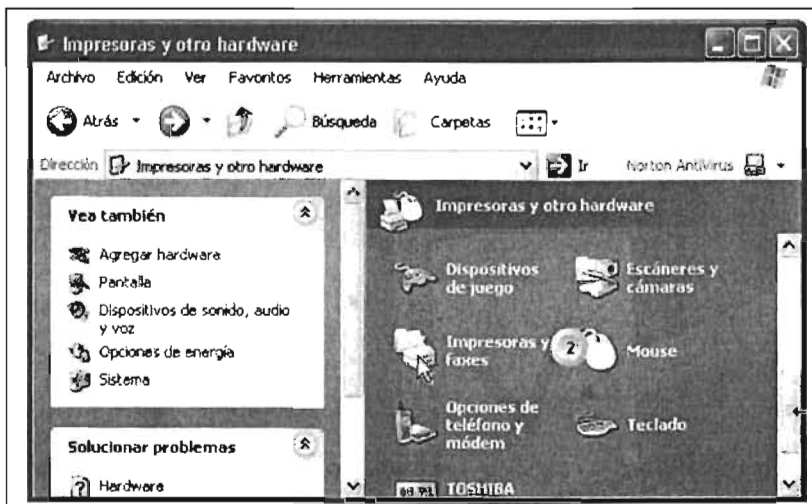 Impresoras y otro hardware
Archivo Edición Ver Favoritos Herramientas Ayuda
Atrás Búsqueda Carpetas
Dirección Impresoras y otro hardware Ir Norton AntiVirus
Vea también
Agregar hardware
Pantalla
Dispositivos de sonido, audio
y voz
Opciones de energía
Sistema
Solucionar problemas
Hardware
Impresoras y otro hardware
Dispositivos
de juego
Escáneres y
cámaras
Impresoras y
faxes
2
Mouse
Opciones de
teléfono y
módem
Teclado
TOSHIBA